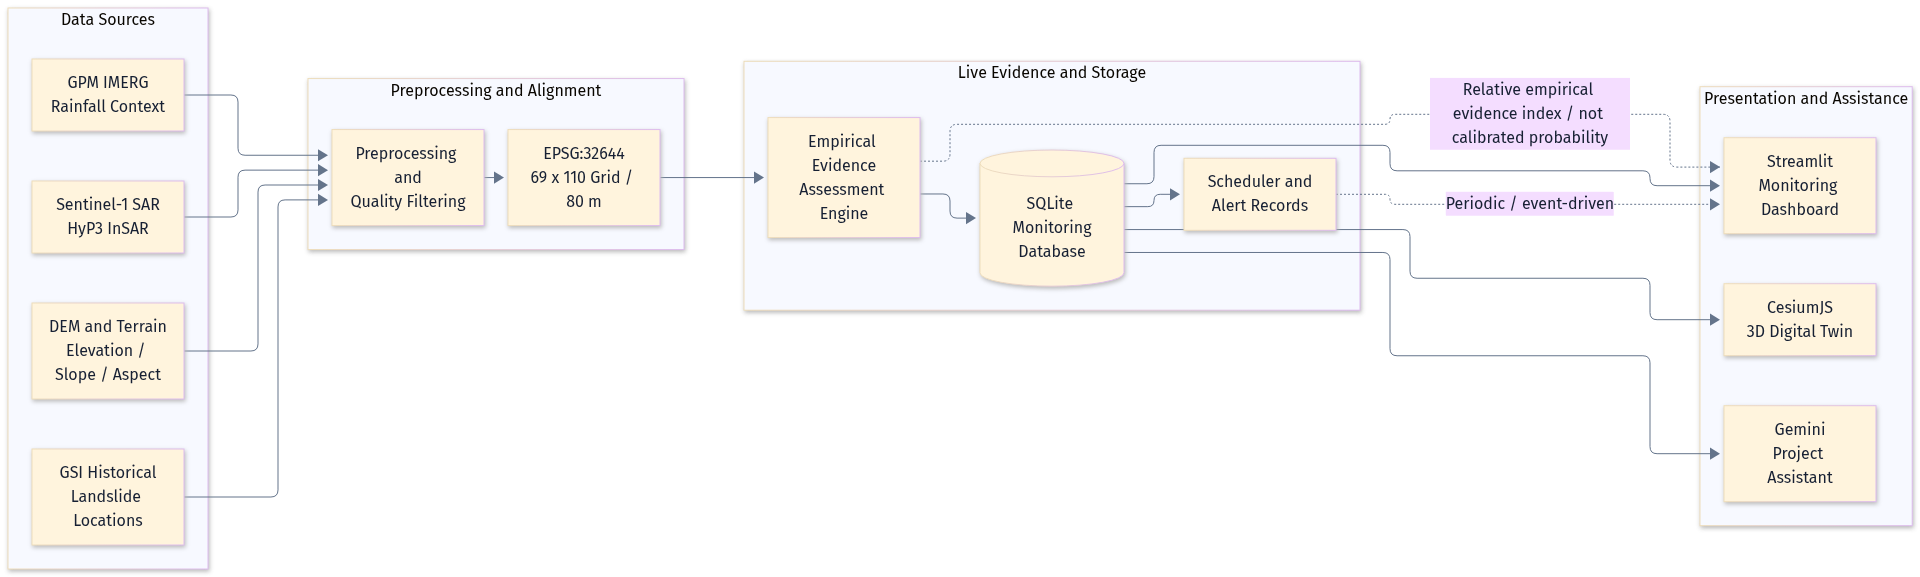 Data Sources
GPM IMERG
Rainfall Context
Sentinel-1 SAR
HyP3 InSAR
DEM and Terrain
Elevation /
Slope / Aspect
GSI Historical
Landslide
Locations
Preprocessing and Alignment
Preprocessing
and
Quality Filtering
EPSG:32644
69 x 110 Grid /
80 m
Live Evidence and Storage
Empirical
Evidence
Assessment
Engine
SQLite
Monitoring
Database
Scheduler and
Alert Records
Relative empirical
evidence index / not
calibrated probability
Periodic / event-driven
Presentation and Assistance
Streamlit
Monitoring
Dashboard
CesiumJS
3D Digital Twin
Gemini
Project
Assistant